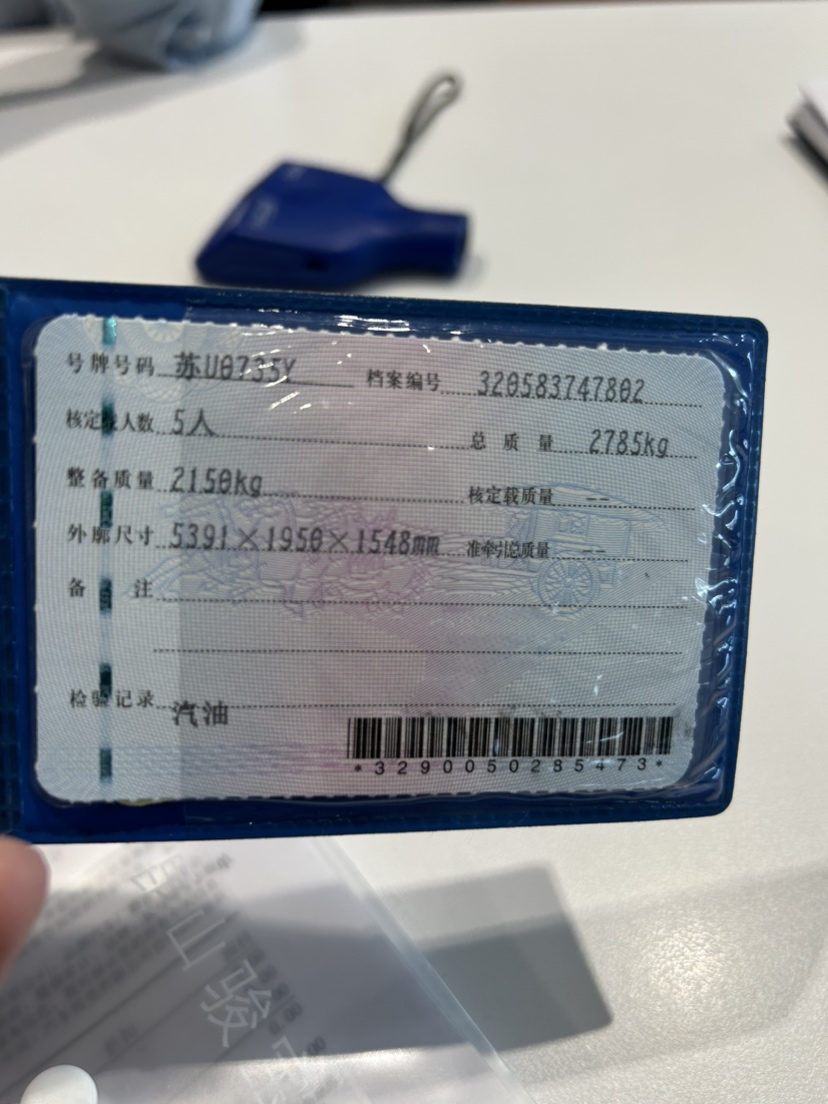 号牌号码 苏U0735Y 档案编号 320583747802
核定载人数 5人 总质量 2785kg
整备质量 2150kg 核定载质量 --
外廓尺寸 5391×1950×1548mm 准牵引总质量 --
备注
检验记录 汽油
*3290050285473*
山骏